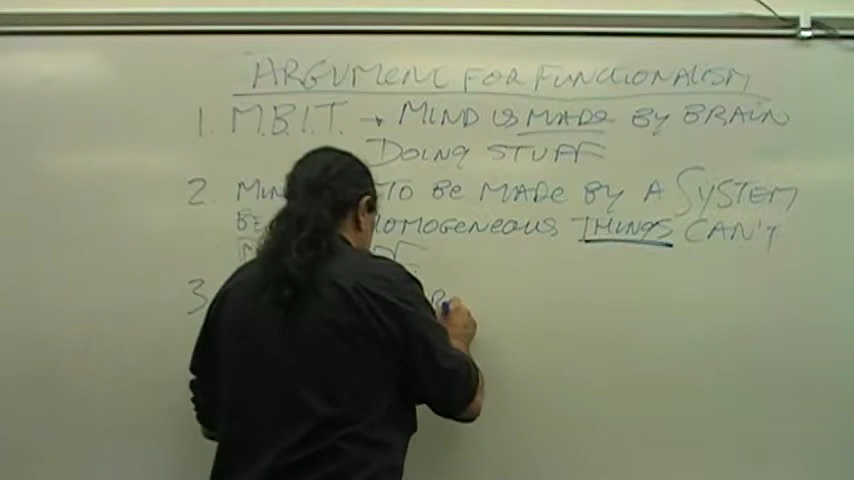 ARGUMENT FOR FUNCTIONALISM
1. M.B.I.T. → MIND IS MADE BY BRAIN
DOING STUFF
2. TO BE MADE BY A SYSTEM
HOMOGENEOUS THINGS CAN'T
3.